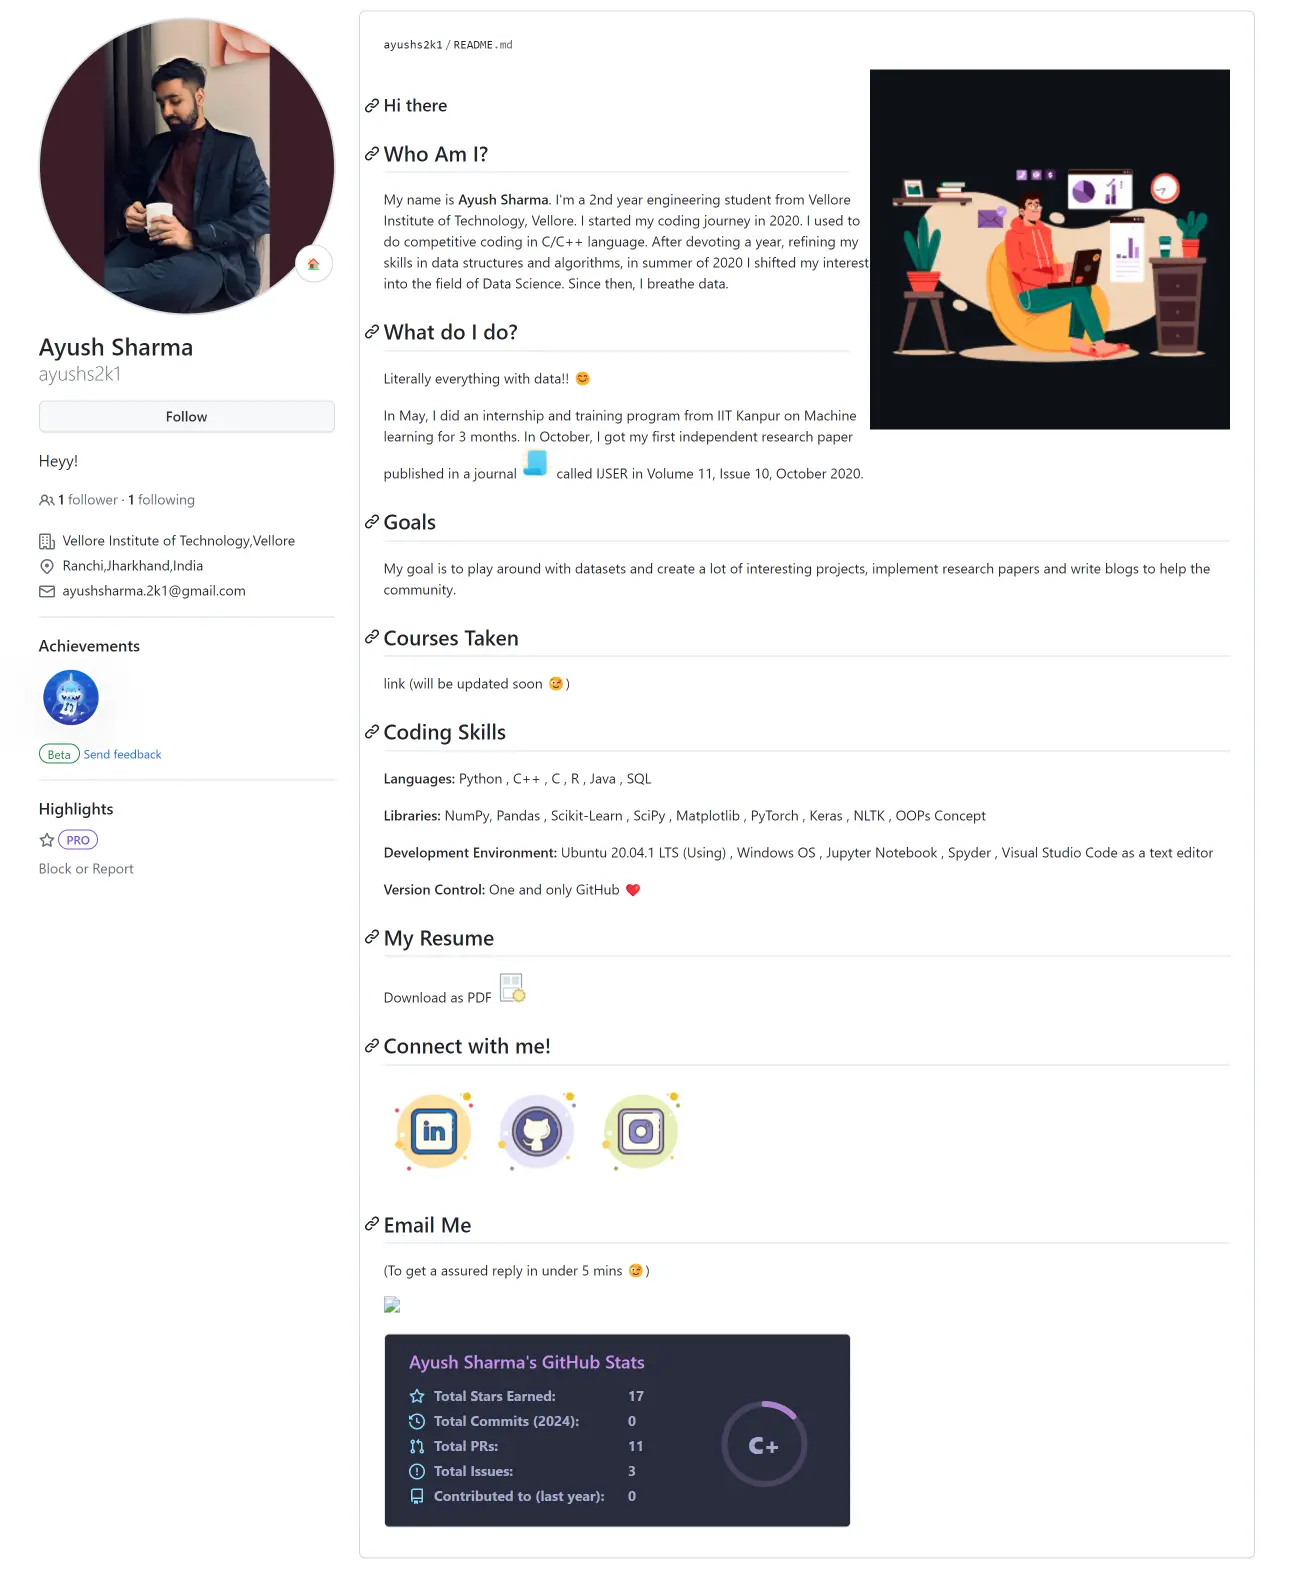 Ayush Sharma
ayushs2k1
Follow
Heyy!
1 follower · 1 following
Vellore Institute of Technology,Vellore
Ranchi,Jharkhand,India
ayushsharma.2k1@gmail.com
Achievements
Beta Send feedback
Highlights
PRO
Block or Report
ayushs2k1 / README.md
Hi there
Who Am I?
My name is Ayush Sharma. I'm a 2nd year engineering student from Vellore
Institute of Technology, Vellore. I started my coding journey in 2020. I used to
do competitive coding in C/C++ language. After devoting a year, refining my
skills in data structures and algorithms, in summer of 2020 I shifted my interest
into the field of Data Science. Since then, I breathe data.
What do I do?
Literally everything with data!! 😊
In May, I did an internship and training program from IIT Kanpur on Machine
learning for 3 months. In October, I got my first independent research paper
published in a journal called IJSER in Volume 11, Issue 10, October 2020.
Goals
My goal is to play around with datasets and create a lot of interesting projects, implement research papers and write blogs to help the
community.
Courses Taken
link (will be updated soon 😉)
Coding Skills
Languages: Python , C++ , C , R , Java , SQL
Libraries: NumPy, Pandas , Scikit-Learn , SciPy , Matplotlib , PyTorch , Keras , NLTK , OOPs Concept
Development Environment: Ubuntu 20.04.1 LTS (Using) , Windows OS , Jupyter Notebook , Spyder , Visual Studio Code as a text editor
Version Control: One and only GitHub ❤️
My Resume
Download as PDF
Connect with me!
in
Email Me
(To get a assured reply in under 5 mins 😉)
Ayush Sharma's GitHub Stats
Total Stars Earned: 17
Total Commits (2024): 0
Total PRs: 11
Total Issues: 3
Contributed to (last year): 0
C+